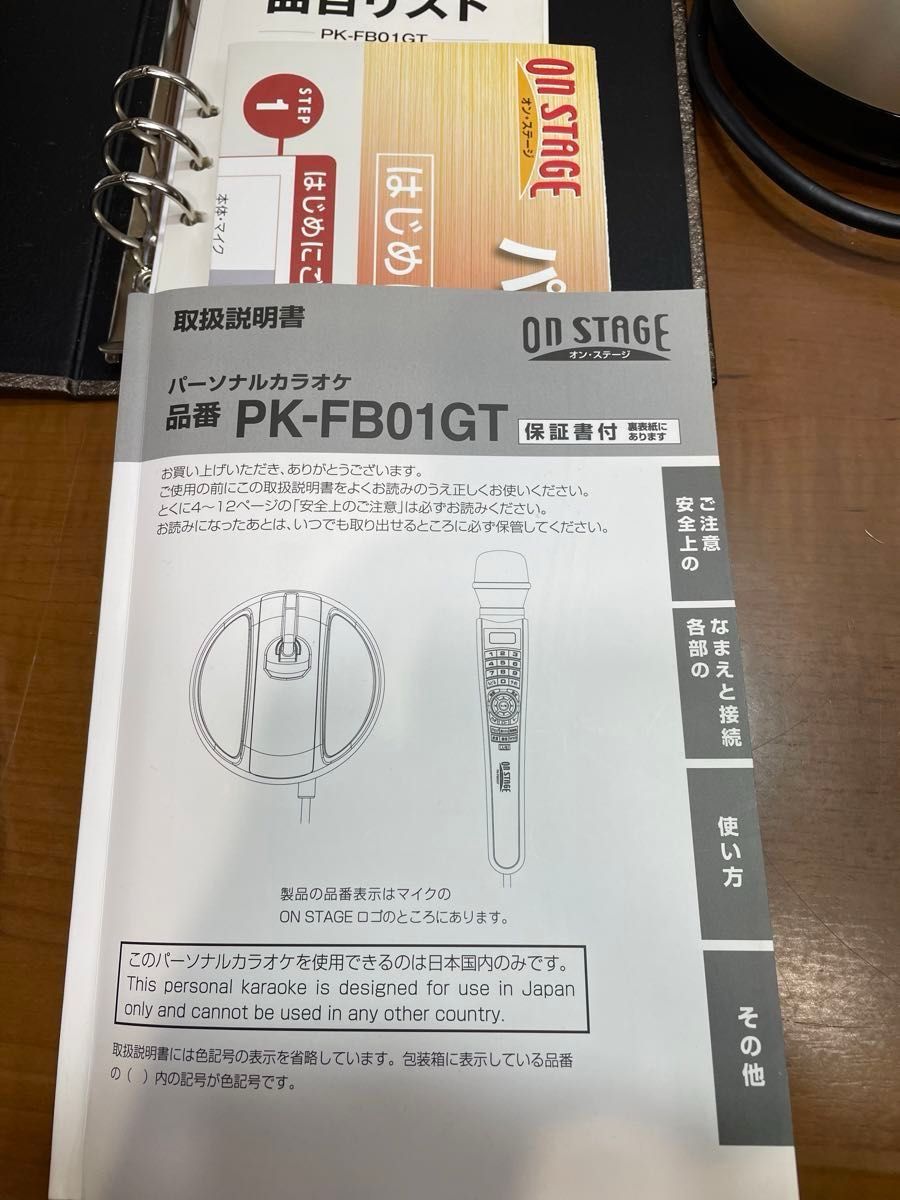 曲目リスト
PK-FB01GT
ON STAGE
オン・ステージ
STEP
1
はじめにご
本体・マイク
はじめ
パ
取扱説明書
ON STAGE
オン・ステージ
パーソナルカラオケ
品番 PK-FB01GT
保証書付 裏表紙に
あります
お買い上げいただき、ありがとうございます。
ご使用の前にこの取扱説明書をよくお読みのうえ正しくお使いください。
とくに4～12ページの「安全上のご注意」は必ずお読みください。
お読みになったあとは、いつでも取り出せるところに必ず保管してください。
安全上の
ご注意
各部の
なまえと接続
使い方
その他
1 2 3
4 5 6
7 8 9
ON STAGE
製品の品番表示はマイクの
ON STAGE ロゴのところにあります。
このパーソナルカラオケを使用できるのは日本国内のみです。
This personal karaoke is designed for use in Japan
only and cannot be used in any other country.
取扱説明書には色記号の表示を省略しています。包装箱に表示している品番
の（ ）内の記号が色記号です。